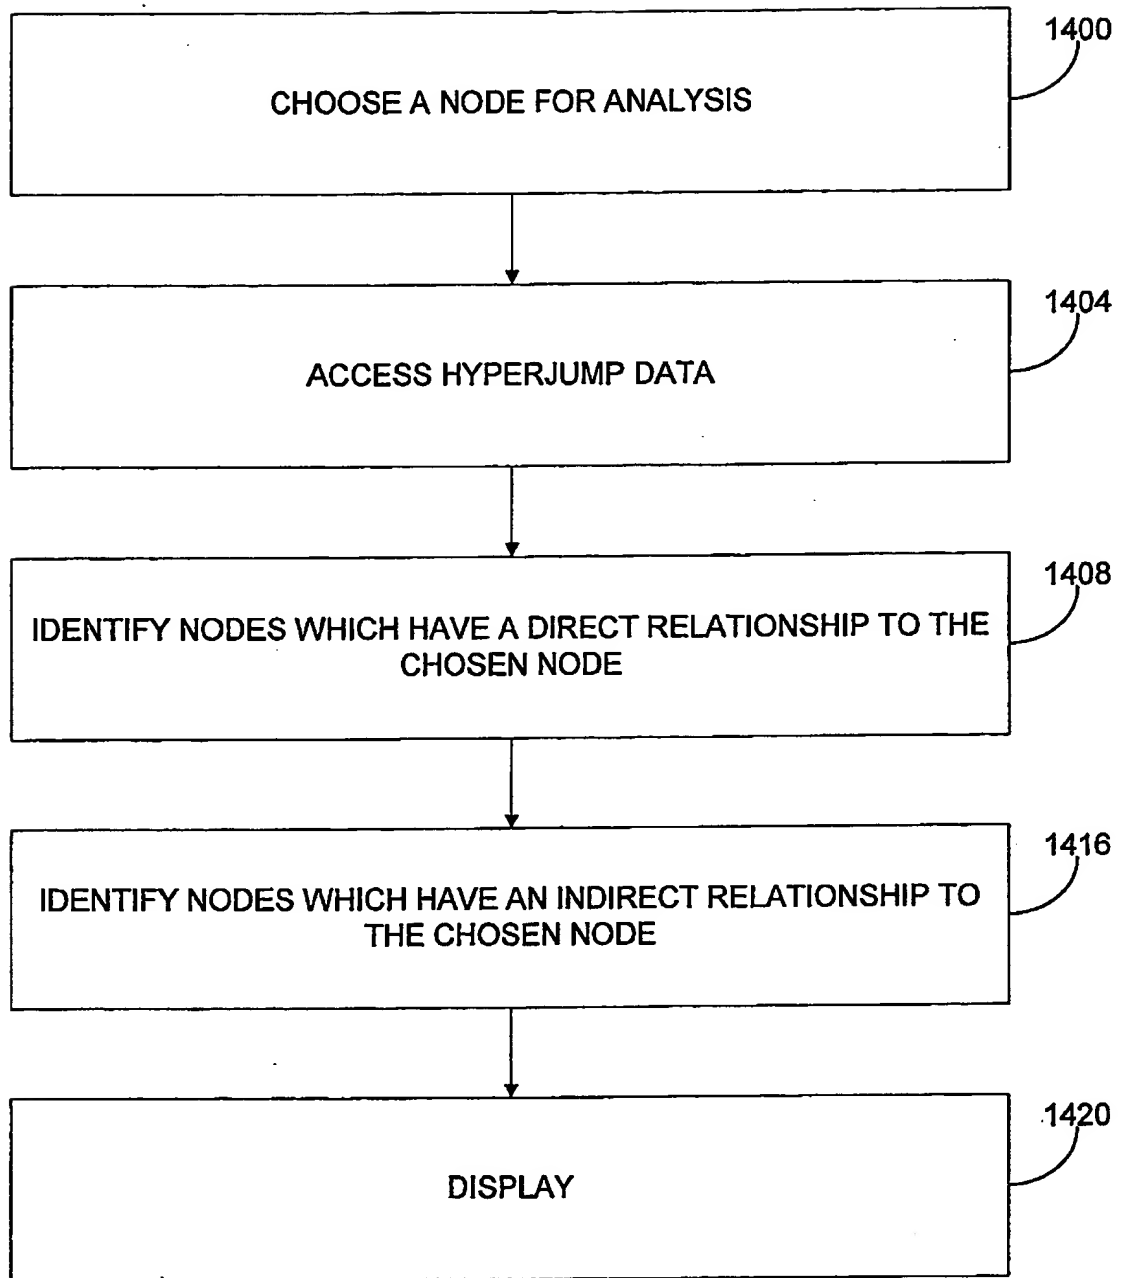 1400
CHOOSE A NODE FOR ANALYSIS
1404
ACCESS HYPERJUMP DATA
1408
IDENTIFY NODES WHICH HAVE A DIRECT RELATIONSHIP TO THE
CHOSEN NODE
1416
IDENTIFY NODES WHICH HAVE AN INDIRECT RELATIONSHIP TO
THE CHOSEN NODE
1420
DISPLAY